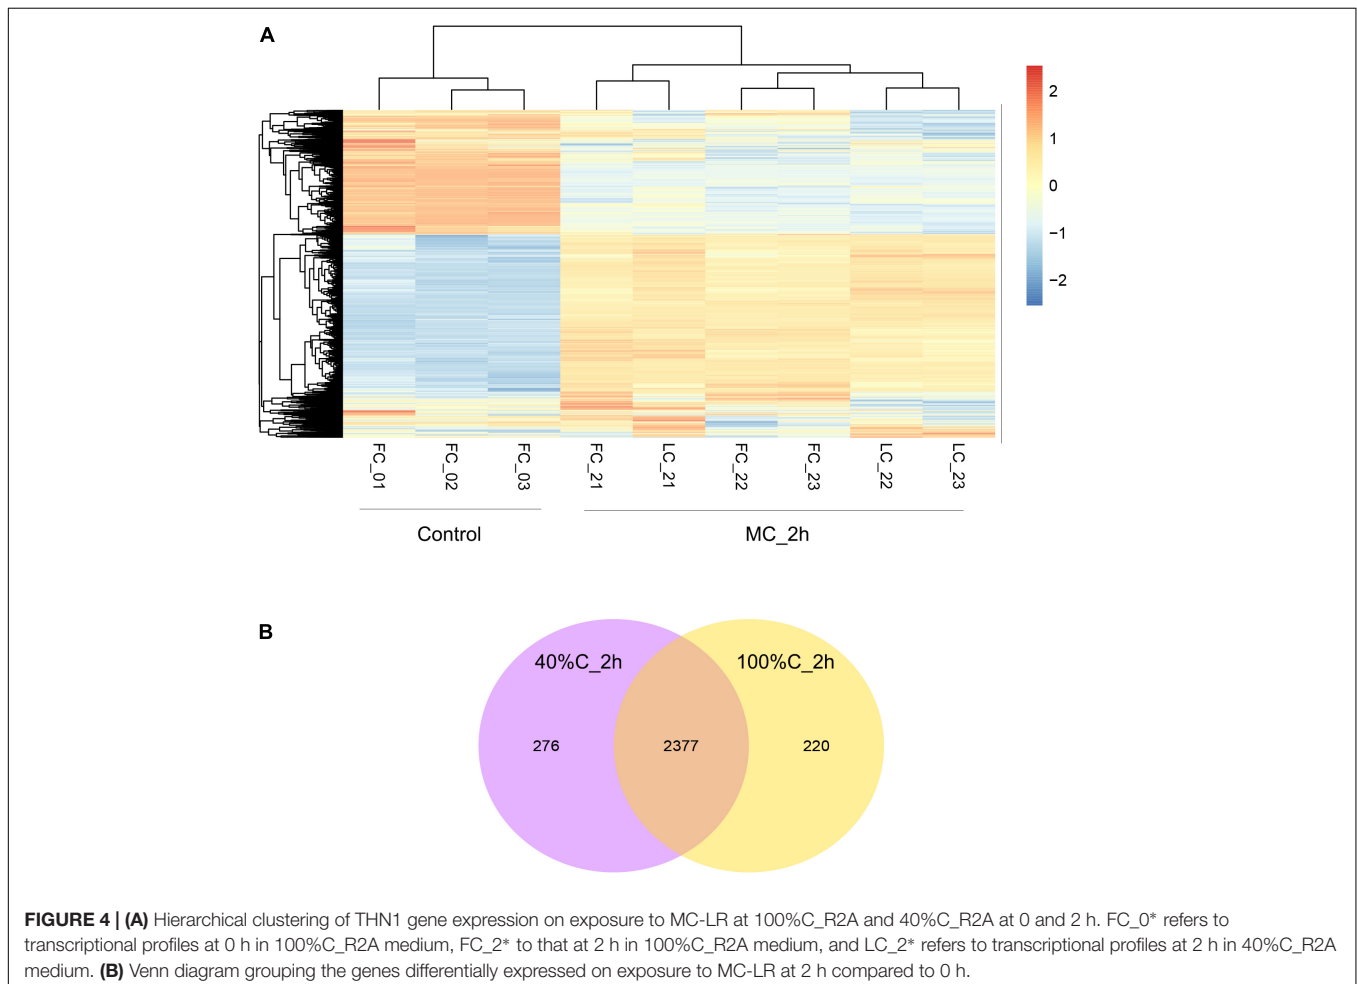 A
2
1
0
−1
−2
FC_01
FC_02
FC_03
FC_21
LC_21
FC_22
FC_23
LC_22
LC_23
Control
MC_2h
B
40%C_2h
100%C_2h
276
2377
220
FIGURE 4 | (A) Hierarchical clustering of THN1 gene expression on exposure to MC-LR at 100%C_R2A and 40%C_R2A at 0 and 2 h. FC_0* refers to
transcriptional profiles at 0 h in 100%C_R2A medium, FC_2* to that at 2 h in 100%C_R2A medium, and LC_2* refers to transcriptional profiles at 2 h in 40%C_R2A
medium. (B) Venn diagram grouping the genes differentially expressed on exposure to MC-LR at 2 h compared to 0 h.